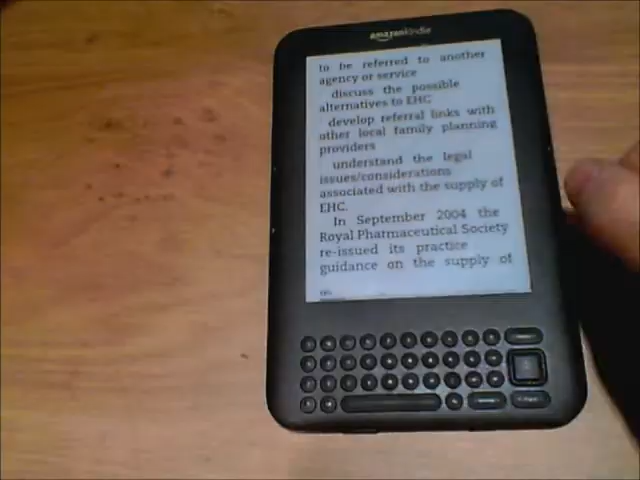 amazonkindle
to be referred to another
agency or service
discuss the possible
alternatives to EHC
develop referral links with
other local family planning
providers
understand the legal
issues/considerations
associated with the supply of
EHC.
In September 2004 the
Royal Pharmaceutical Society
re-issued its practice
guidance on the supply of